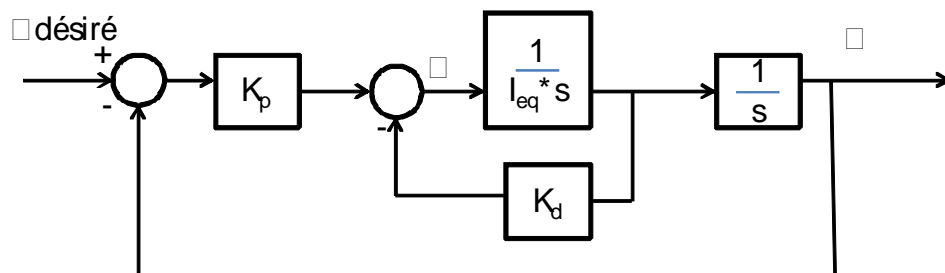 □ désiré
+
-
Kp
-
□
1
Ieq*s
Kd
1
s
□